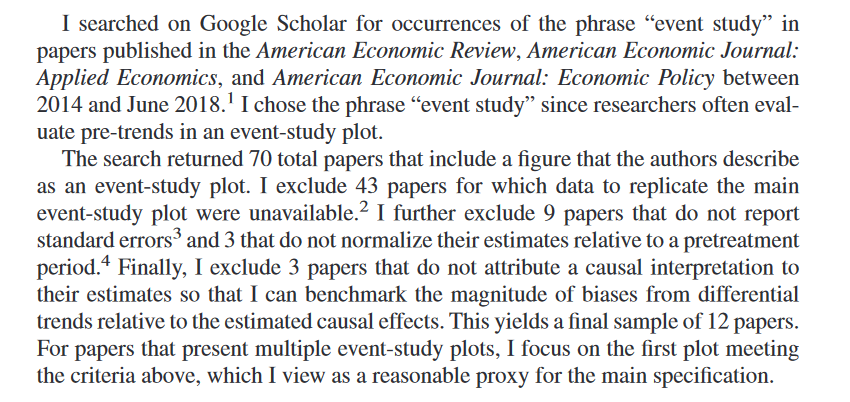 I searched on Google Scholar for occurrences of the phrase “event study” in
papers published in the American Economic Review, American Economic Journal:
Applied Economics, and American Economic Journal: Economic Policy between
2014 and June 2018.1 I chose the phrase “event study” since researchers often eval-
uate pre-trends in an event-study plot.
The search returned 70 total papers that include a figure that the authors describe
as an event-study plot. I exclude 43 papers for which data to replicate the main
event-study plot were unavailable.2 I further exclude 9 papers that do not report
standard errors3 and 3 that do not normalize their estimates relative to a pretreatment
period.4 Finally, I exclude 3 papers that do not attribute a causal interpretation to
their estimates so that I can benchmark the magnitude of biases from differential
trends relative to the estimated causal effects. This yields a final sample of 12 papers.
For papers that present multiple event-study plots, I focus on the first plot meeting
the criteria above, which I view as a reasonable proxy for the main specification.